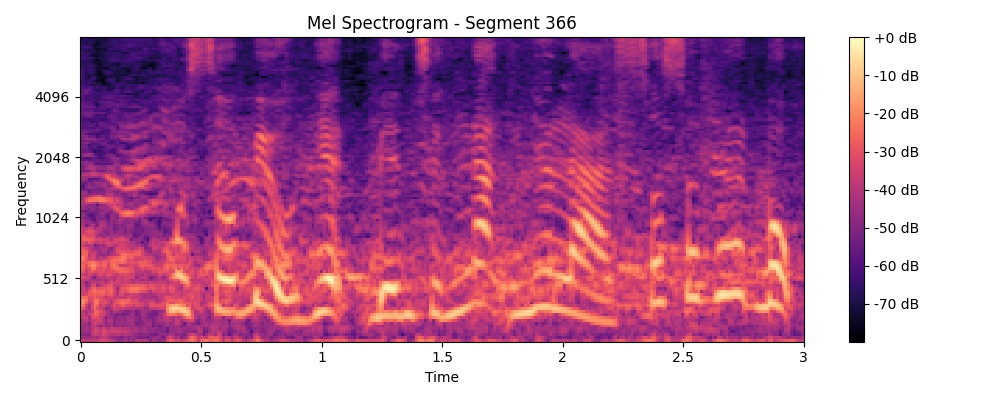 Mel Spectrogram - Segment 366
+0 dB
-10 dB
-20 dB
-30 dB
-40 dB
-50 dB
-60 dB
-70 dB
Frequency
4096
2048
1024
512
0
0
0.5
1
1.5
2
2.5
3
Time